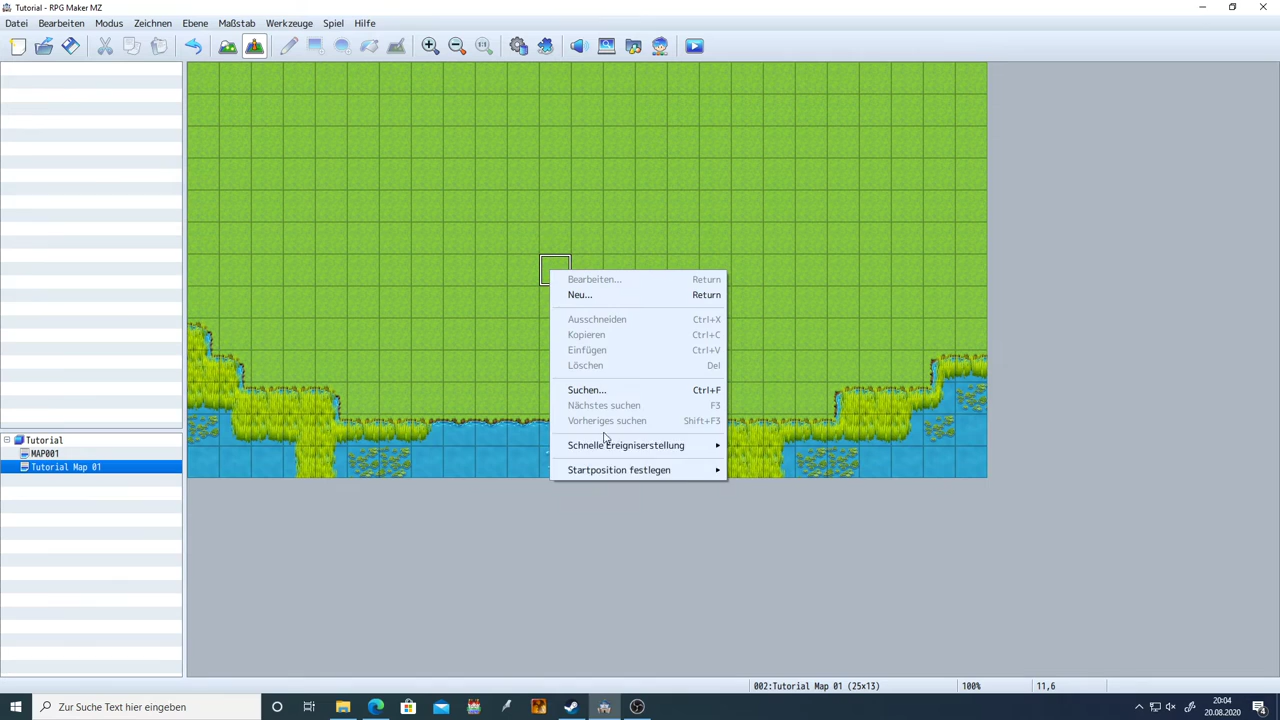 Tutorial - RPG Maker MZ
Datei Bearbeiten Modus Zeichnen Ebene Maßstab Werkzeuge Spiel Hilfe
1:1
Bearbeiten... Return
Neu... Return
Ausschneiden Ctrl+X
Kopieren Ctrl+C
Einfügen Ctrl+V
Löschen Del
Suchen... Ctrl+F
Nächstes suchen F3
Vorheriges suchen Shift+F3
Schnelle Ereigniserstellung
Startposition festlegen
Tutorial
MAP001
Tutorial Map 01
002:Tutorial Map 01 (25x13) 100% 11,6
Zur Suche Text hier eingeben
20:04
20.08.2020
4